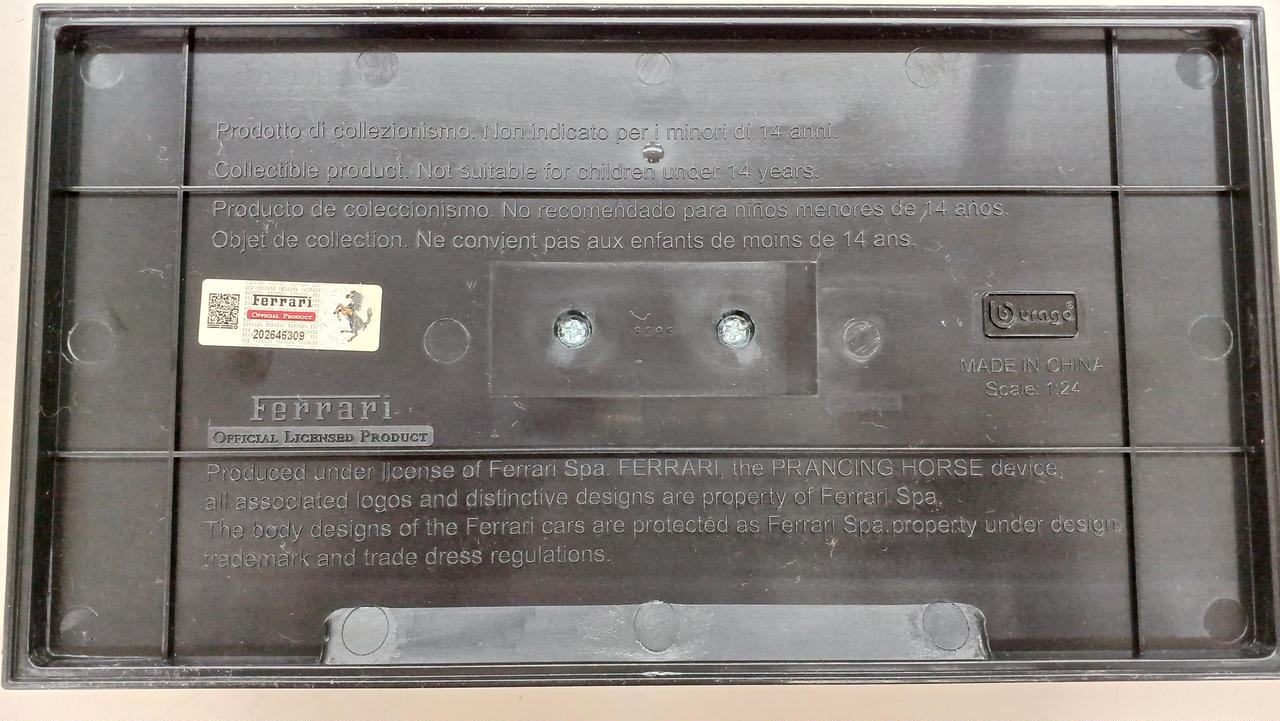 Prodotto di collezionismo. Non indicato per i minori di 14 anni.
Collectible product. Not suitable for children under 14 years.
Producto de coleccionismo. No recomendado para niños menores de 14 años.
Objet de collection. Ne convient pas aux enfants de moins de 14 ans.
Ferrari
OFFICIAL PRODUCT
202646309
Burago®
MADE IN CHINA
Scale: 1:24
Ferrari
OFFICIAL LICENSED PRODUCT
Produced under license of Ferrari Spa. FERRARI, the PRANCING HORSE device,
all associated logos and distinctive designs are property of Ferrari Spa.
The body designs of the Ferrari cars are protected as Ferrari Spa property under design,
trademark and trade dress regulations.